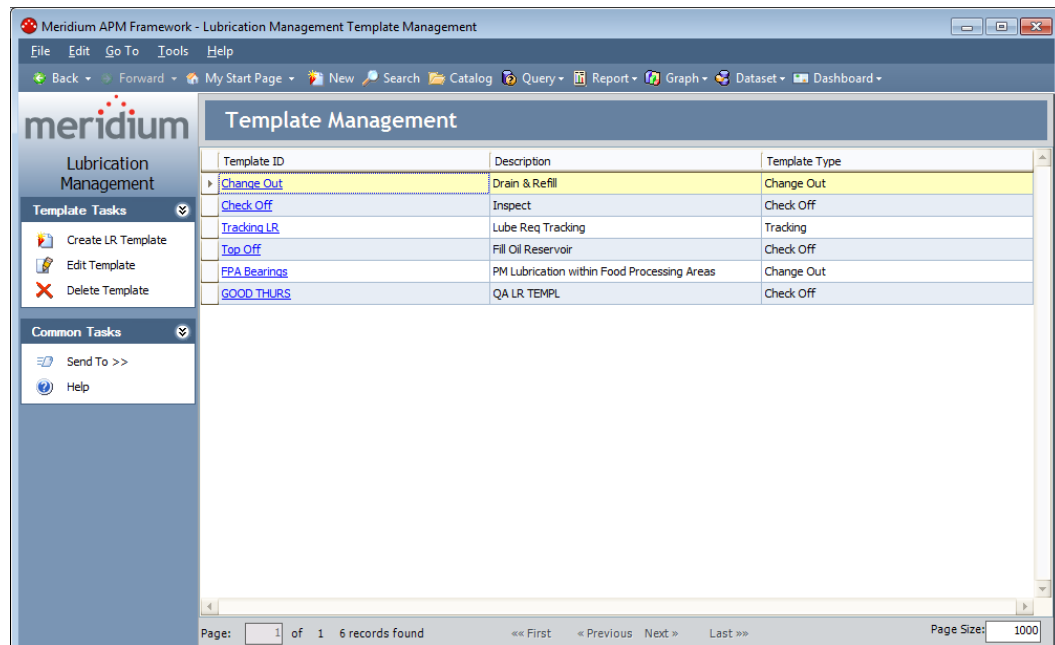 Meridium APM Framework - Lubrication Management Template Management
File Edit Go To Tools Help
Back Forward My Start Page New Search Catalog Query Report Graph Dataset Dashboard
meridium
Template Management
Lubrication
Management
Template ID Description Template Type
Change Out Drain & Refill Change Out
Check Off Inspect Check Off
Tracking LR Lube Req Tracking Tracking
Top Off Fill Oil Reservoir Check Off
FPA Bearings PM Lubrication within Food Processing Areas Change Out
GOOD THURS QA LR TEMPL Check Off
Template Tasks
Create LR Template
Edit Template
Delete Template
Common Tasks
Send To >>
Help
Page: 1 of 1 6 records found «« First « Previous Next » Last »» Page Size: 1000